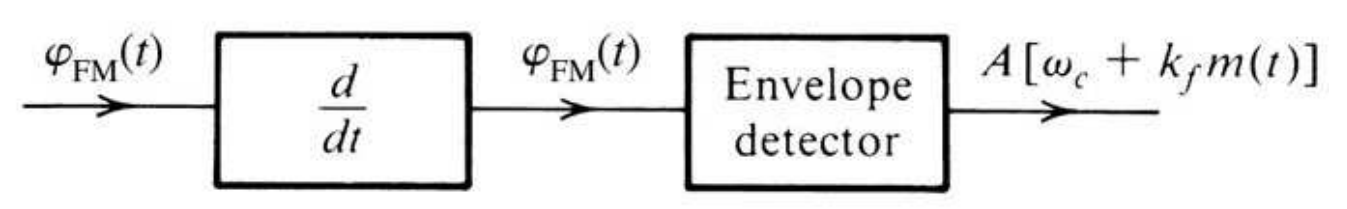 φ_FM(t)
d/dt
φ_FM(t)
Envelope
detector
A[ω_c + k_f m(t)]